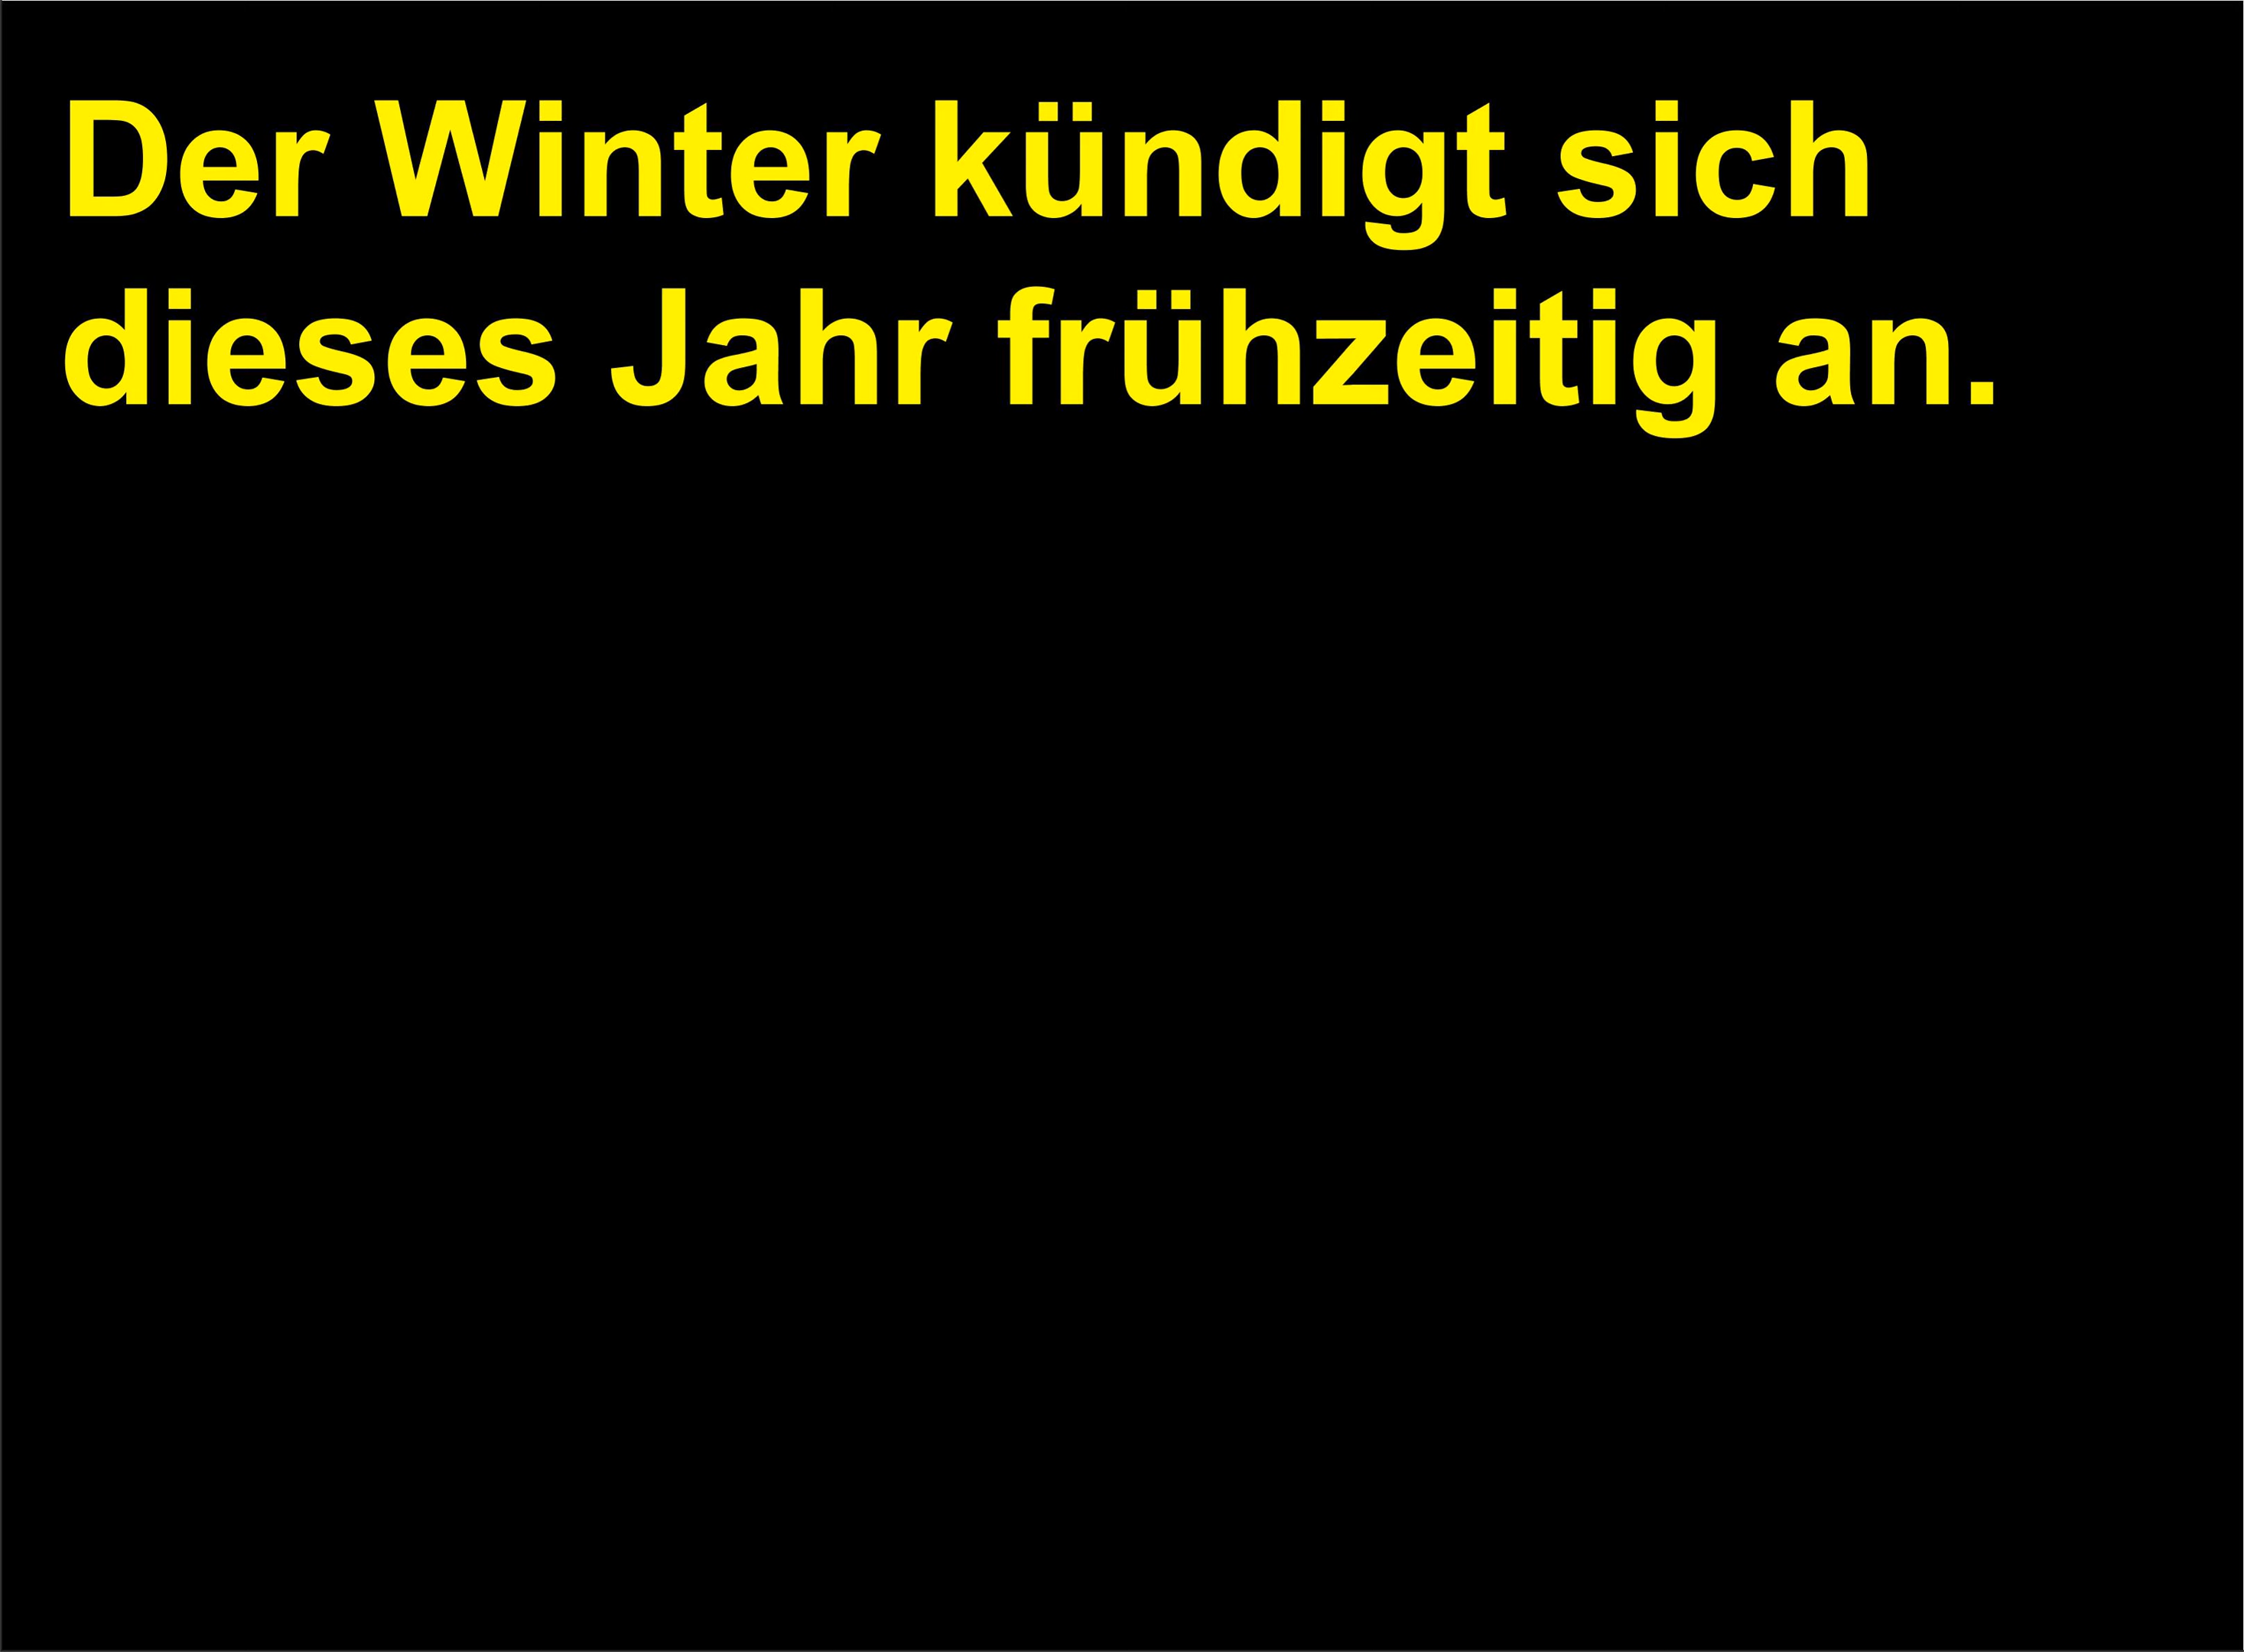 Der Winter kündigt sich
dieses Jahr frühzeitig an.